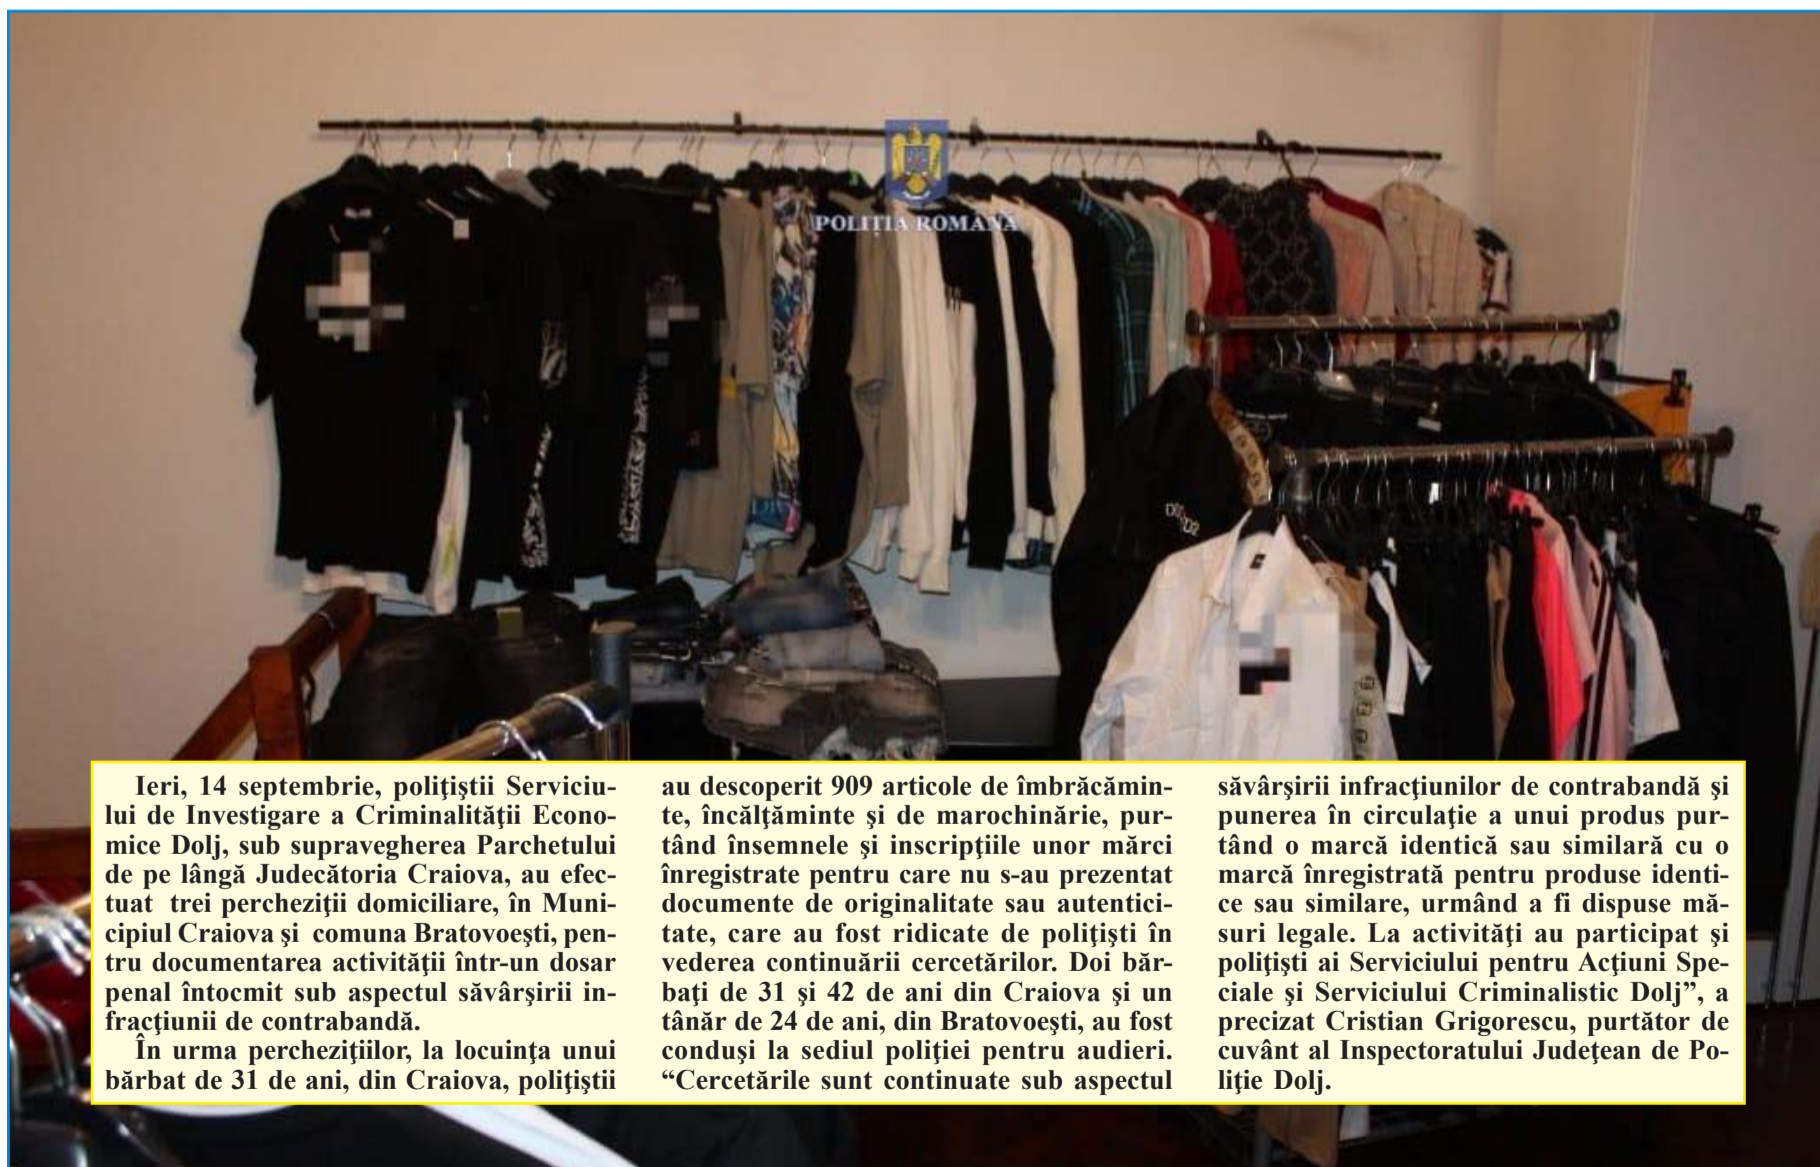 POLIȚIA ROMÂNĂ
Ieri, 14 septembrie, poliţiştii Serviciu-
lui de Investigare a Criminalităţii Econo-
mice Dolj, sub supravegherea Parchetului
de pe lângă Judecătoria Craiova, au efec-
tuat trei percheziţii domiciliare, în Muni-
cipiul Craiova şi comuna Bratovoeşti, pen-
tru documentarea activităţii într-un dosar
penal întocmit sub aspectul săvârşirii in-
fracţiunii de contrabandă.
În urma percheziţiilor, la locuinţa unui
bărbat de 31 de ani, din Craiova, poliţiştii
au descoperit 909 articole de îmbrăcămin-
te, încălţăminte şi de marochinărie, pur-
tând însemnele şi inscripţiile unor mărci
înregistrate pentru care nu s-au prezentat
documente de originalitate sau autentici-
tate, care au fost ridicate de poliţişti în
vederea continuării cercetărilor. Doi băr-
baţi de 31 şi 42 de ani din Craiova şi un
tânăr de 24 de ani, din Bratovoeşti, au fost
conduşi la sediul poliţiei pentru audieri.
“Cercetările sunt continuate sub aspectul
săvârşirii infracţiunilor de contrabandă şi
punerea în circulaţie a unui produs pur-
tând o marcă identică sau similară cu o
marcă înregistrată pentru produse identi-
ce sau similare, urmând a fi dispuse mă-
suri legale. La activităţi au participat şi
poliţişti ai Serviciului pentru Acţiuni Spe-
ciale şi Serviciului Criminalistic Dolj”, a
precizat Cristian Grigorescu, purtător de
cuvânt al Inspectoratului Judeţean de Po-
liţie Dolj.